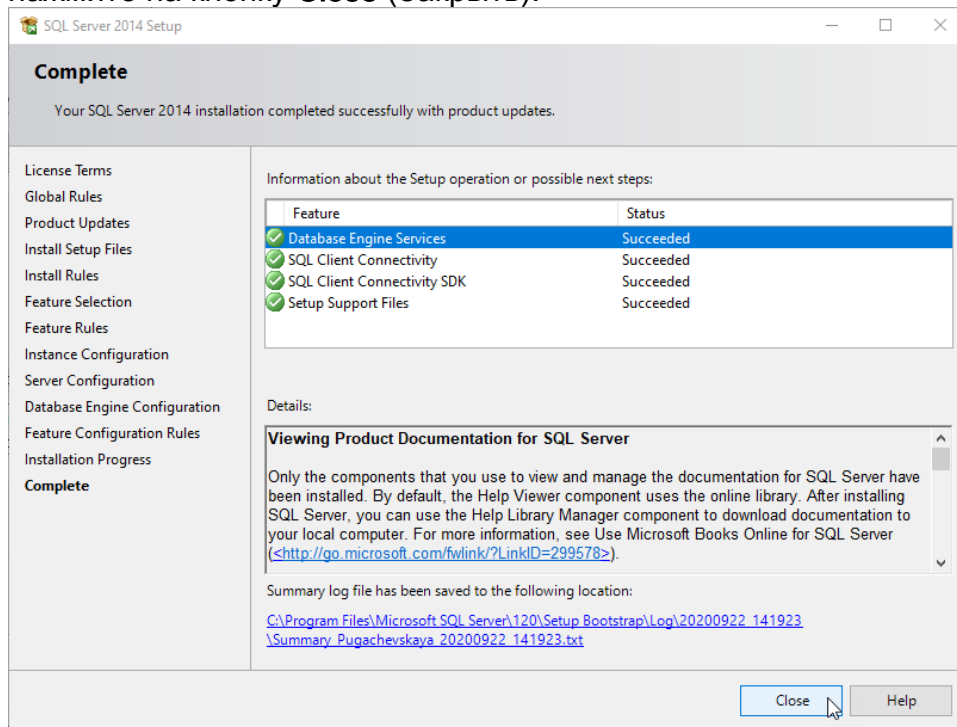 нажмите на кнопку Close (Закрыть).
SQL Server 2014 Setup
Complete
Your SQL Server 2014 installation completed successfully with product updates.
License Terms
Global Rules
Product Updates
Install Setup Files
Install Rules
Feature Selection
Feature Rules
Instance Configuration
Server Configuration
Database Engine Configuration
Feature Configuration Rules
Installation Progress
Complete
Information about the Setup operation or possible next steps:
Feature Status
Database Engine Services Succeeded
SQL Client Connectivity Succeeded
SQL Client Connectivity SDK Succeeded
Setup Support Files Succeeded
Details:
Viewing Product Documentation for SQL Server
Only the components that you use to view and manage the documentation for SQL Server have
been installed. By default, the Help Viewer component uses the online library. After installing
SQL Server, you can use the Help Library Manager component to download documentation to
your local computer. For more information, see Use Microsoft Books Online for SQL Server
(<http://go.microsoft.com/fwlink/?LinkID=299578>).
Summary log file has been saved to the following location:
C:\Program Files\Microsoft SQL Server\120\Setup Bootstrap\Log\20200922_141923
\Summary_Pugachevskaya_20200922_141923.txt
Close Help